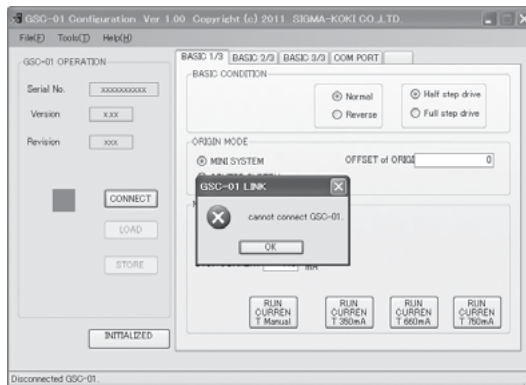 GSC-01 Configuration Ver 1.00 Copyright (c) 2011 SIGMA-KOKI CO.,LTD.
File(F) Tools(T) Help(H)
GSC-01 OPERATION
Serial No. xxxxxxxxxx
Version x.xx
Revision xxx
CONNECT
LOAD
STORE
INITIALIZED
BASIC 1/3 BASIC 2/3 BASIC 3/3 COM PORT
BASIC CONDITION
Normal
Reverse
Half step drive
Full step drive
ORIGIN MODE
MINI SYSTEM
OFFSET of ORIGI 0
GSC-01 LINK
cannot connect GSC-01.
OK
mA
RUN CURREN T Manual
RUN CURREN T 350mA
RUN CURREN T 660mA
RUN CURREN T 750mA
Disconnected GSC-01.